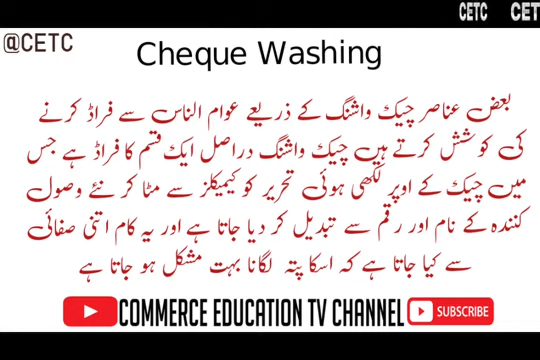 CETC CET
@CETC
Cheque Washing
بعض عناصر چیک واشنگ کے ذریعے عوام الناس سے فراڈ کرنے
کی کوشش کرتے ہیں چیک واشنگ دراصل ایک قسم کا فراڈ ہے جس
میں چیک کے اوپر لکھی ہوئی تحریر کو کیمیکلز سے مٹا کر نئے وصول
کنندہ کے نام اور رقم سے تبدیل کر دیا جاتا ہے اور یہ کام اتنی صفائی
سے کیا جاتا ہے کہ اسکا پتہ لگانا بہت مشکل ہو جاتا ہے
COMMERCE EDUCATION TV CHANNEL SUBSCRIBE